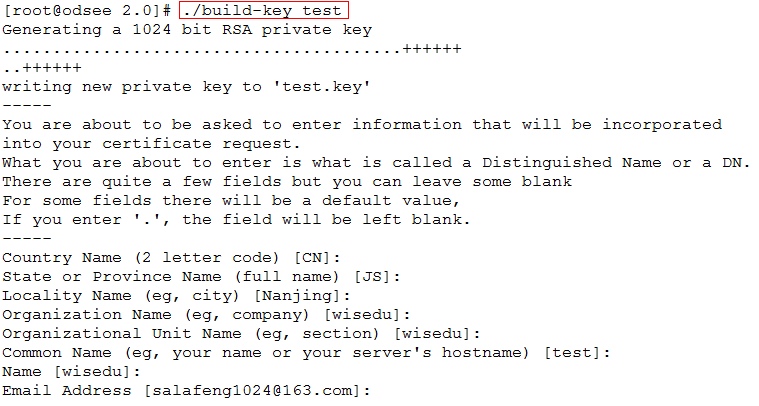 [root@odsee 2.0]# ./build-key test
Generating a 1024 bit RSA private key
........................................++++++
..++++++
writing new private key to 'test.key'
-----
You are about to be asked to enter information that will be incorporated
into your certificate request.
What you are about to enter is what is called a Distinguished Name or a DN.
There are quite a few fields but you can leave some blank
For some fields there will be a default value,
If you enter '.', the field will be left blank.
-----
Country Name (2 letter code) [CN]:
State or Province Name (full name) [JS]:
Locality Name (eg, city) [Nanjing]:
Organization Name (eg, company) [wisedu]:
Organizational Unit Name (eg, section) [wisedu]:
Common Name (eg, your name or your server's hostname) [test]:
Name [wisedu]:
Email Address [salafeng1024@163.com]: